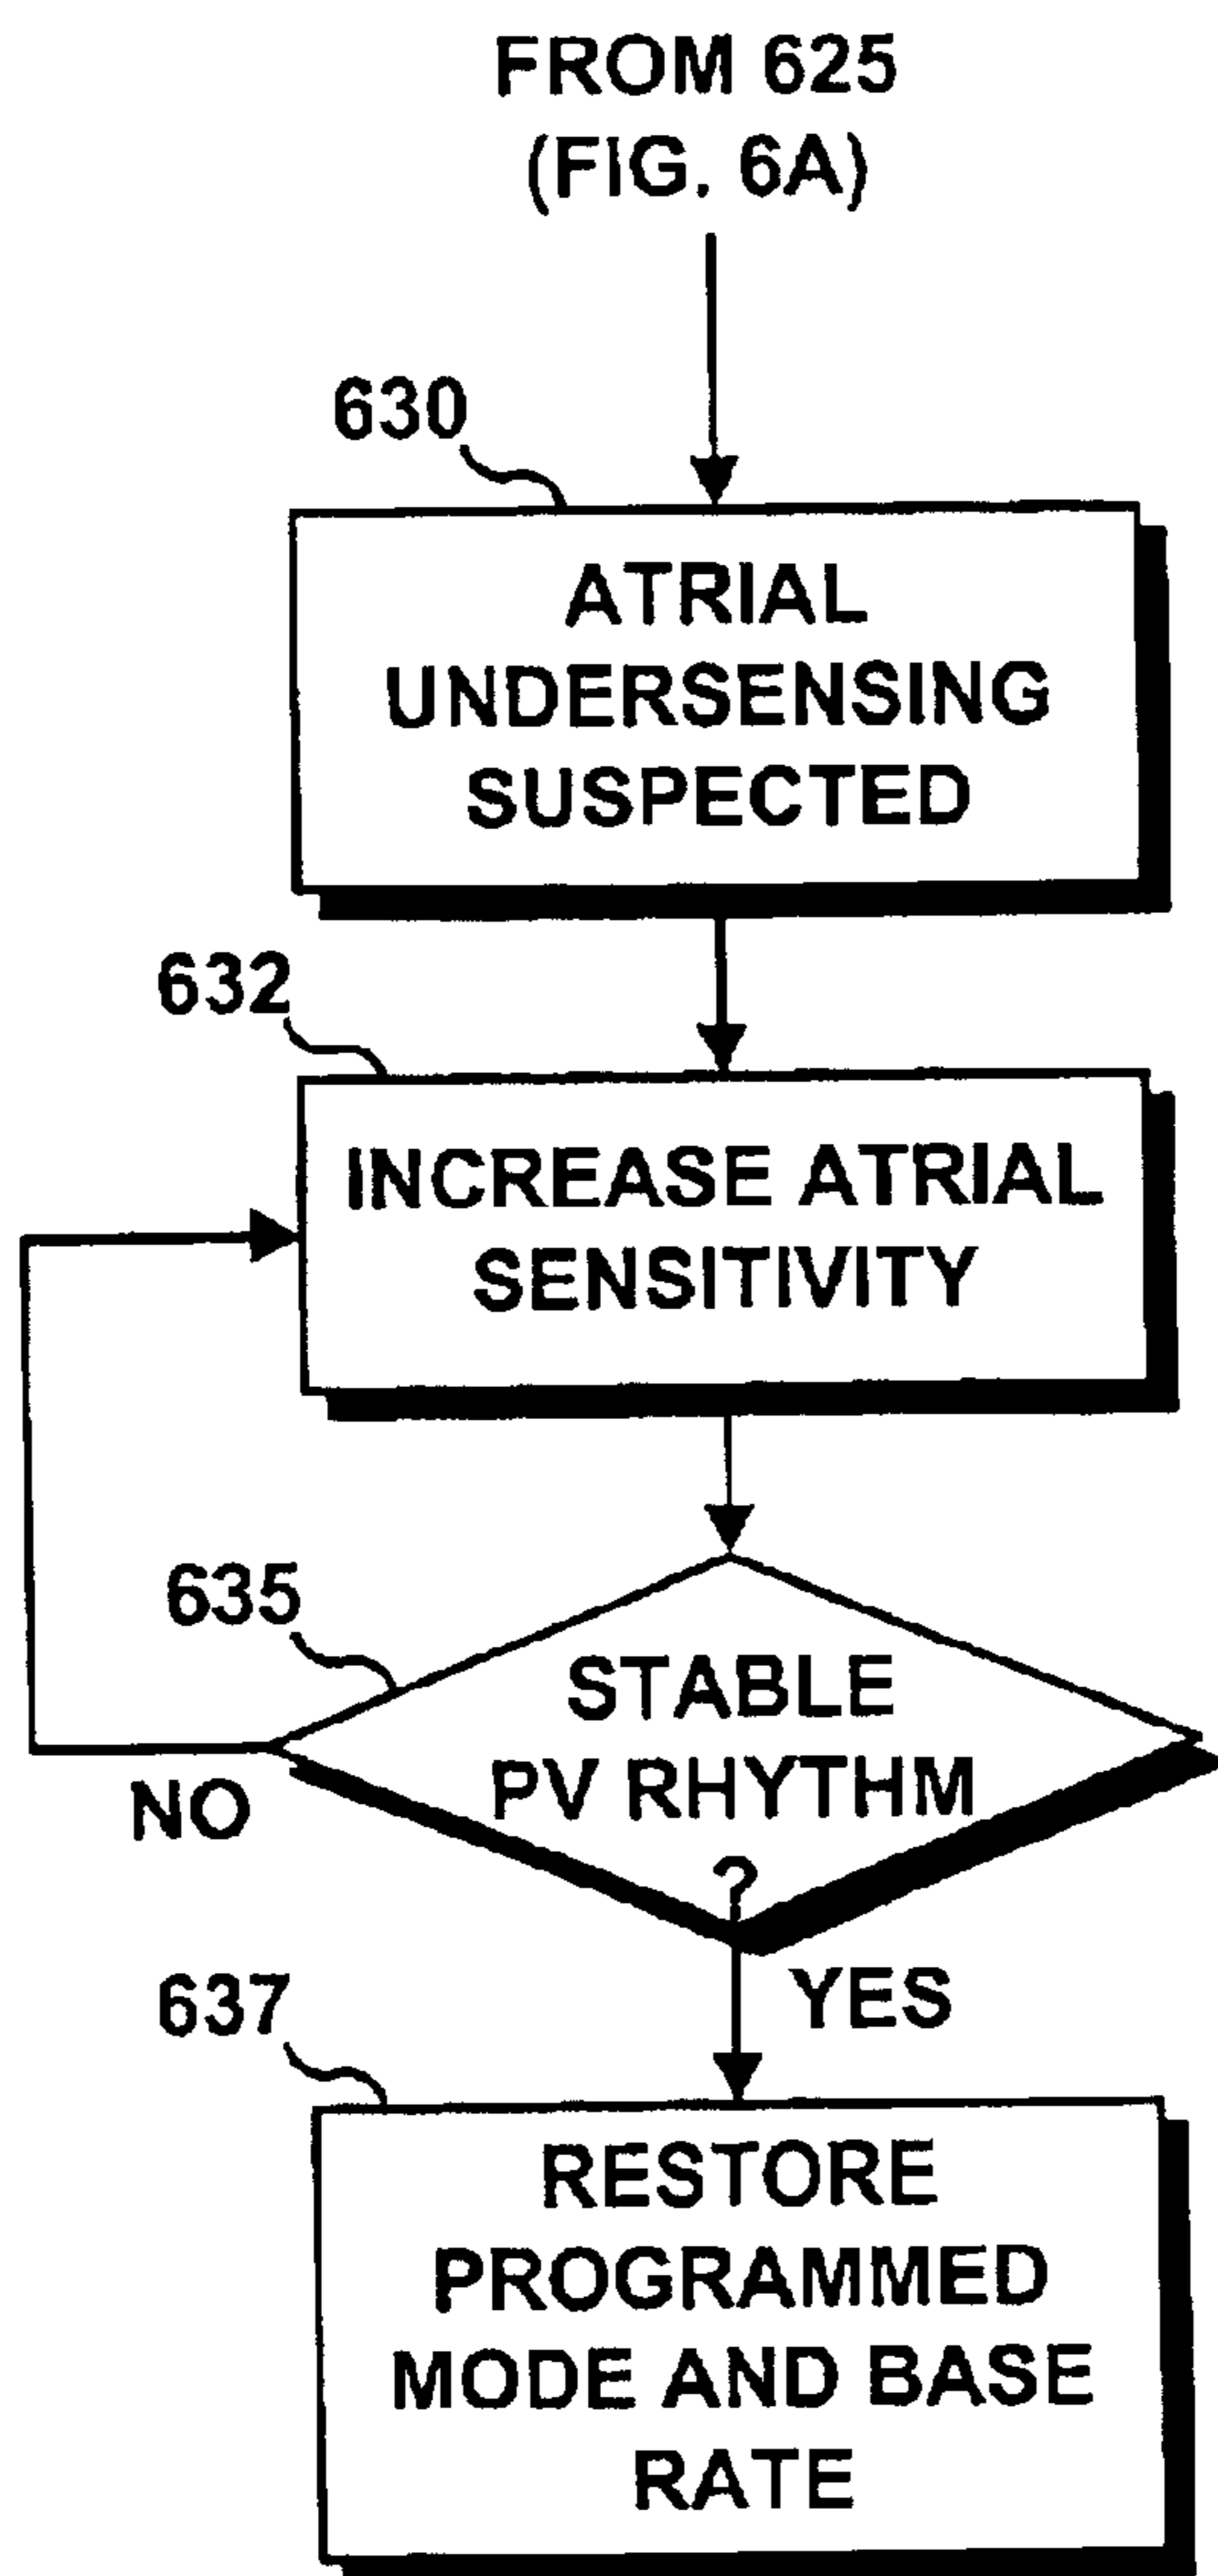 FROM 625
(FIG. 6A)
630
ATRIAL
UNDERSENSING
SUSPECTED
632
INCREASE ATRIAL
SENSITIVITY
635
STABLE
PV RHYTHM
?
NO
YES
637
RESTORE
PROGRAMMED
MODE AND BASE
RATE